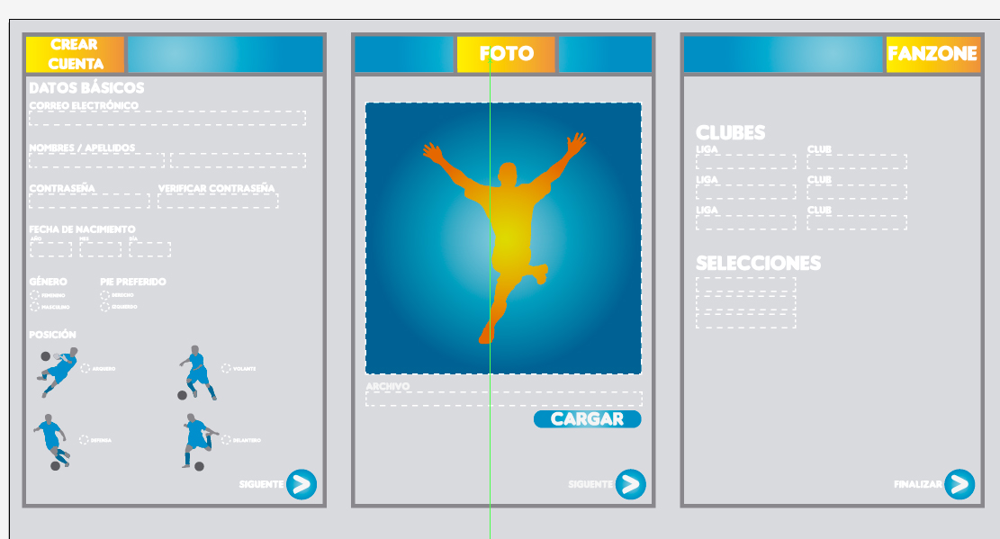 CREAR
CUENTA
DATOS BÁSICOS
CORREO ELECTRÓNICO
NOMBRES / APELLIDOS
CONTRASEÑA
VERIFICAR CONTRASEÑA
FECHA DE NACIMIENTO
AÑO
MES
DÍA
GÉNERO
PIE PREFERIDO
FEMENINO
DERECHO
MASCULINO
IZQUIERDO
POSICIÓN
ARQUERO
VOLANTE
DEFENSA
DELANTERO
SIGUIENTE
FOTO
ARCHIVO
CARGAR
SIGUIENTE
FANZONE
CLUBES
LIGA
CLUB
LIGA
CLUB
LIGA
CLUB
SELECCIONES
FINALIZAR